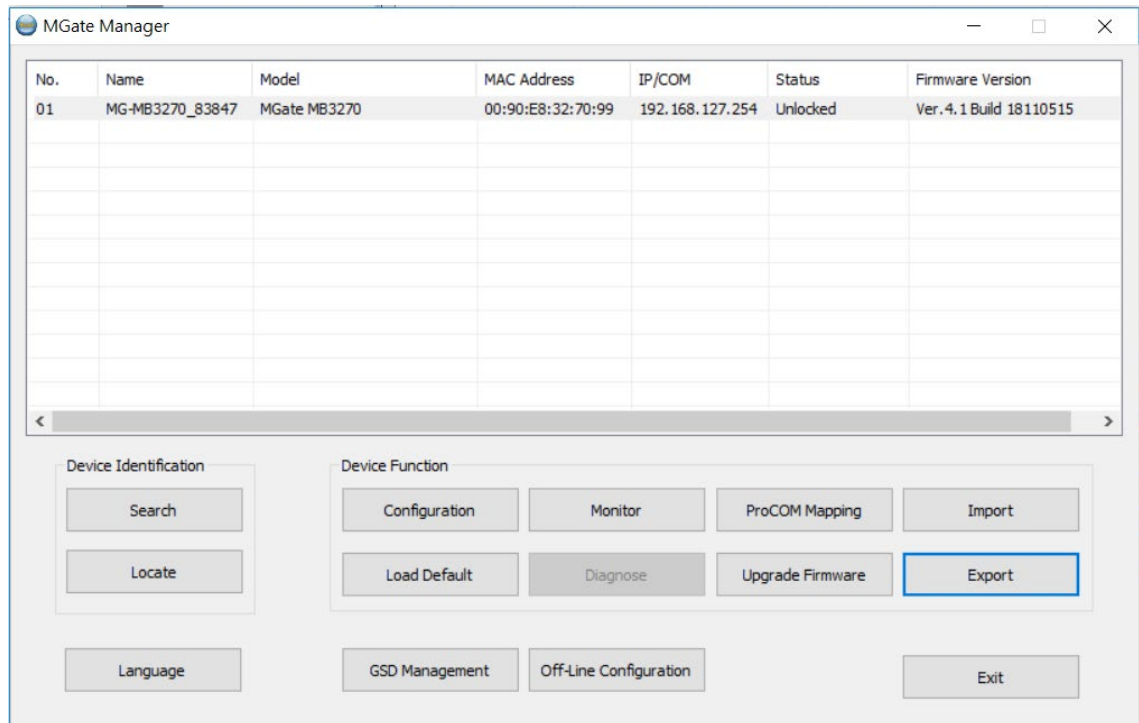 MGate Manager
No. Name Model MAC Address IP/COM Status Firmware Version
01 MG-MB3270_83847 MGate MB3270 00:90:E8:32:70:99 192.168.127.254 Unlocked Ver.4.1 Build 18110515
Device Identification Device Function
Search Configuration Monitor ProCOM Mapping Import
Locate Load Default Diagnose Upgrade Firmware Export
Language GSD Management Off-Line Configuration Exit